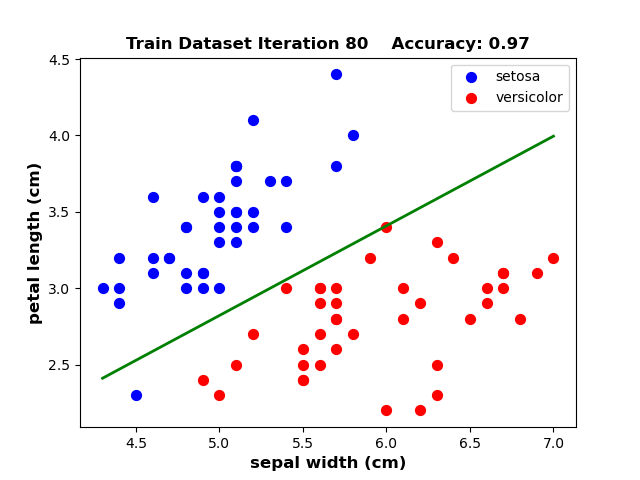 Train Dataset Iteration 80    Accuracy: 0.97
setosa
versicolor
4.5
4.0
3.5
3.0
2.5
petal length (cm)
4.5 5.0 5.5 6.0 6.5 7.0
sepal width (cm)